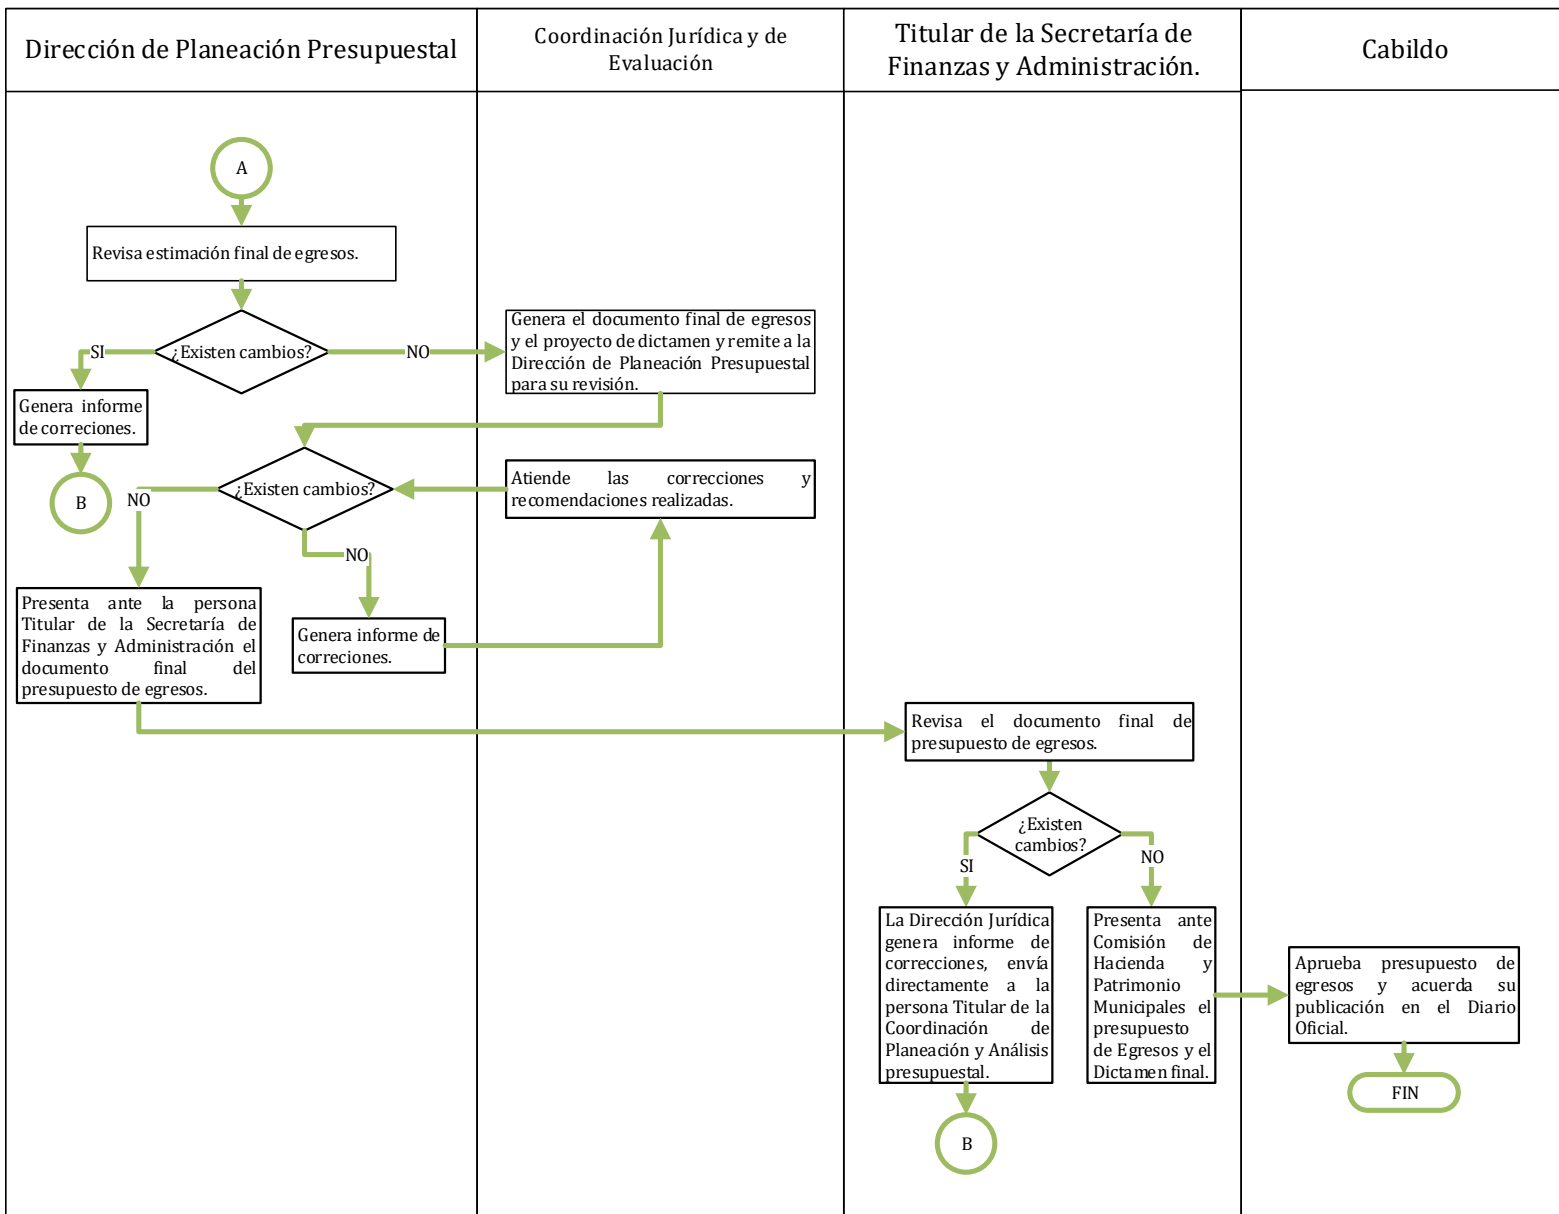 Dirección de Planeación Presupuestal
Coordinación Jurídica y de
Evaluación
Titular de la Secretaría de
Finanzas y Administración.
Cabildo
A
Revisa estimación final de egresos.
¿Existen cambios?
SI
NO
Genera el documento final de egresos
y el proyecto de dictamen y remite a la
Dirección de Planeación Presupuestal
para su revisión.
Genera informe
de correciones.
B
¿Existen cambios?
NO
NO
Atiende las correcciones y
recomendaciones realizadas.
Presenta ante la persona
Titular de la Secretaría de
Finanzas y Administración el
documento final del
presupuesto de egresos.
Genera informe de
correciones.
Revisa el documento final de
presupuesto de egresos.
¿Existen
cambios?
SI
NO
La Dirección Jurídica
genera informe de
correcciones, envía
directamente a la
persona Titular de la
Coordinación de
Planeación y Análisis
presupuestal.
Presenta ante
Comisión de
Hacienda y
Patrimonio
Municipales el
presupuesto
de Egresos y el
Dictamen final.
Aprueba presupuesto de
egresos y acuerda su
publicación en el Diario
Oficial.
FIN
B